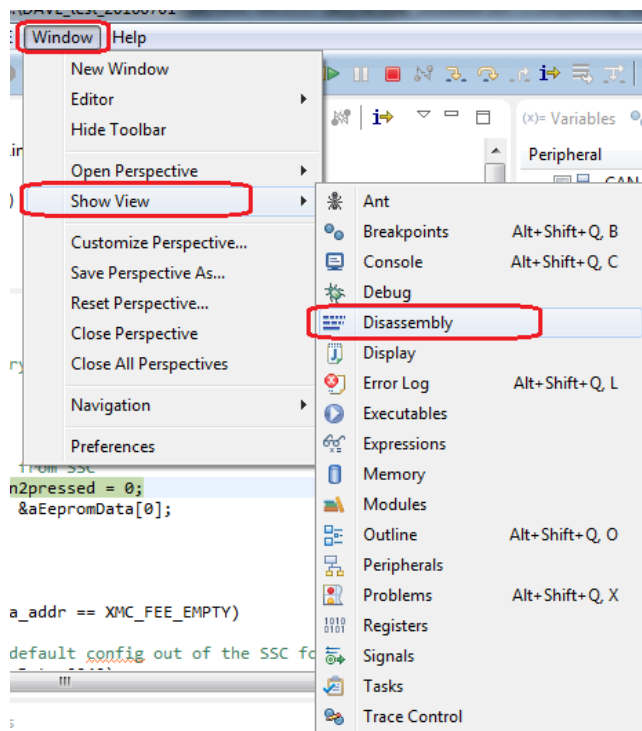 DAVE_test_20160701
Window Help
New Window
Editor
Hide Toolbar
(x)= Variables
Peripheral
Open Perspective
Show View
Customize Perspective...
Save Perspective As...
Reset Perspective...
Close Perspective
Close All Perspectives
Navigation
Preferences
Ant
Breakpoints Alt+Shift+Q, B
Console Alt+Shift+Q, C
Debug
Disassembly
Display
Error Log Alt+Shift+Q, L
Executables
Expressions
Memory
Modules
Outline Alt+Shift+Q, O
Peripherals
Problems Alt+Shift+Q, X
Registers
Signals
Tasks
Trace Control
from SSC
n2pressed = 0;
&aEepromData[0];
a_addr == XMC_FEE_EMPTY)
default config out of the SSC fo